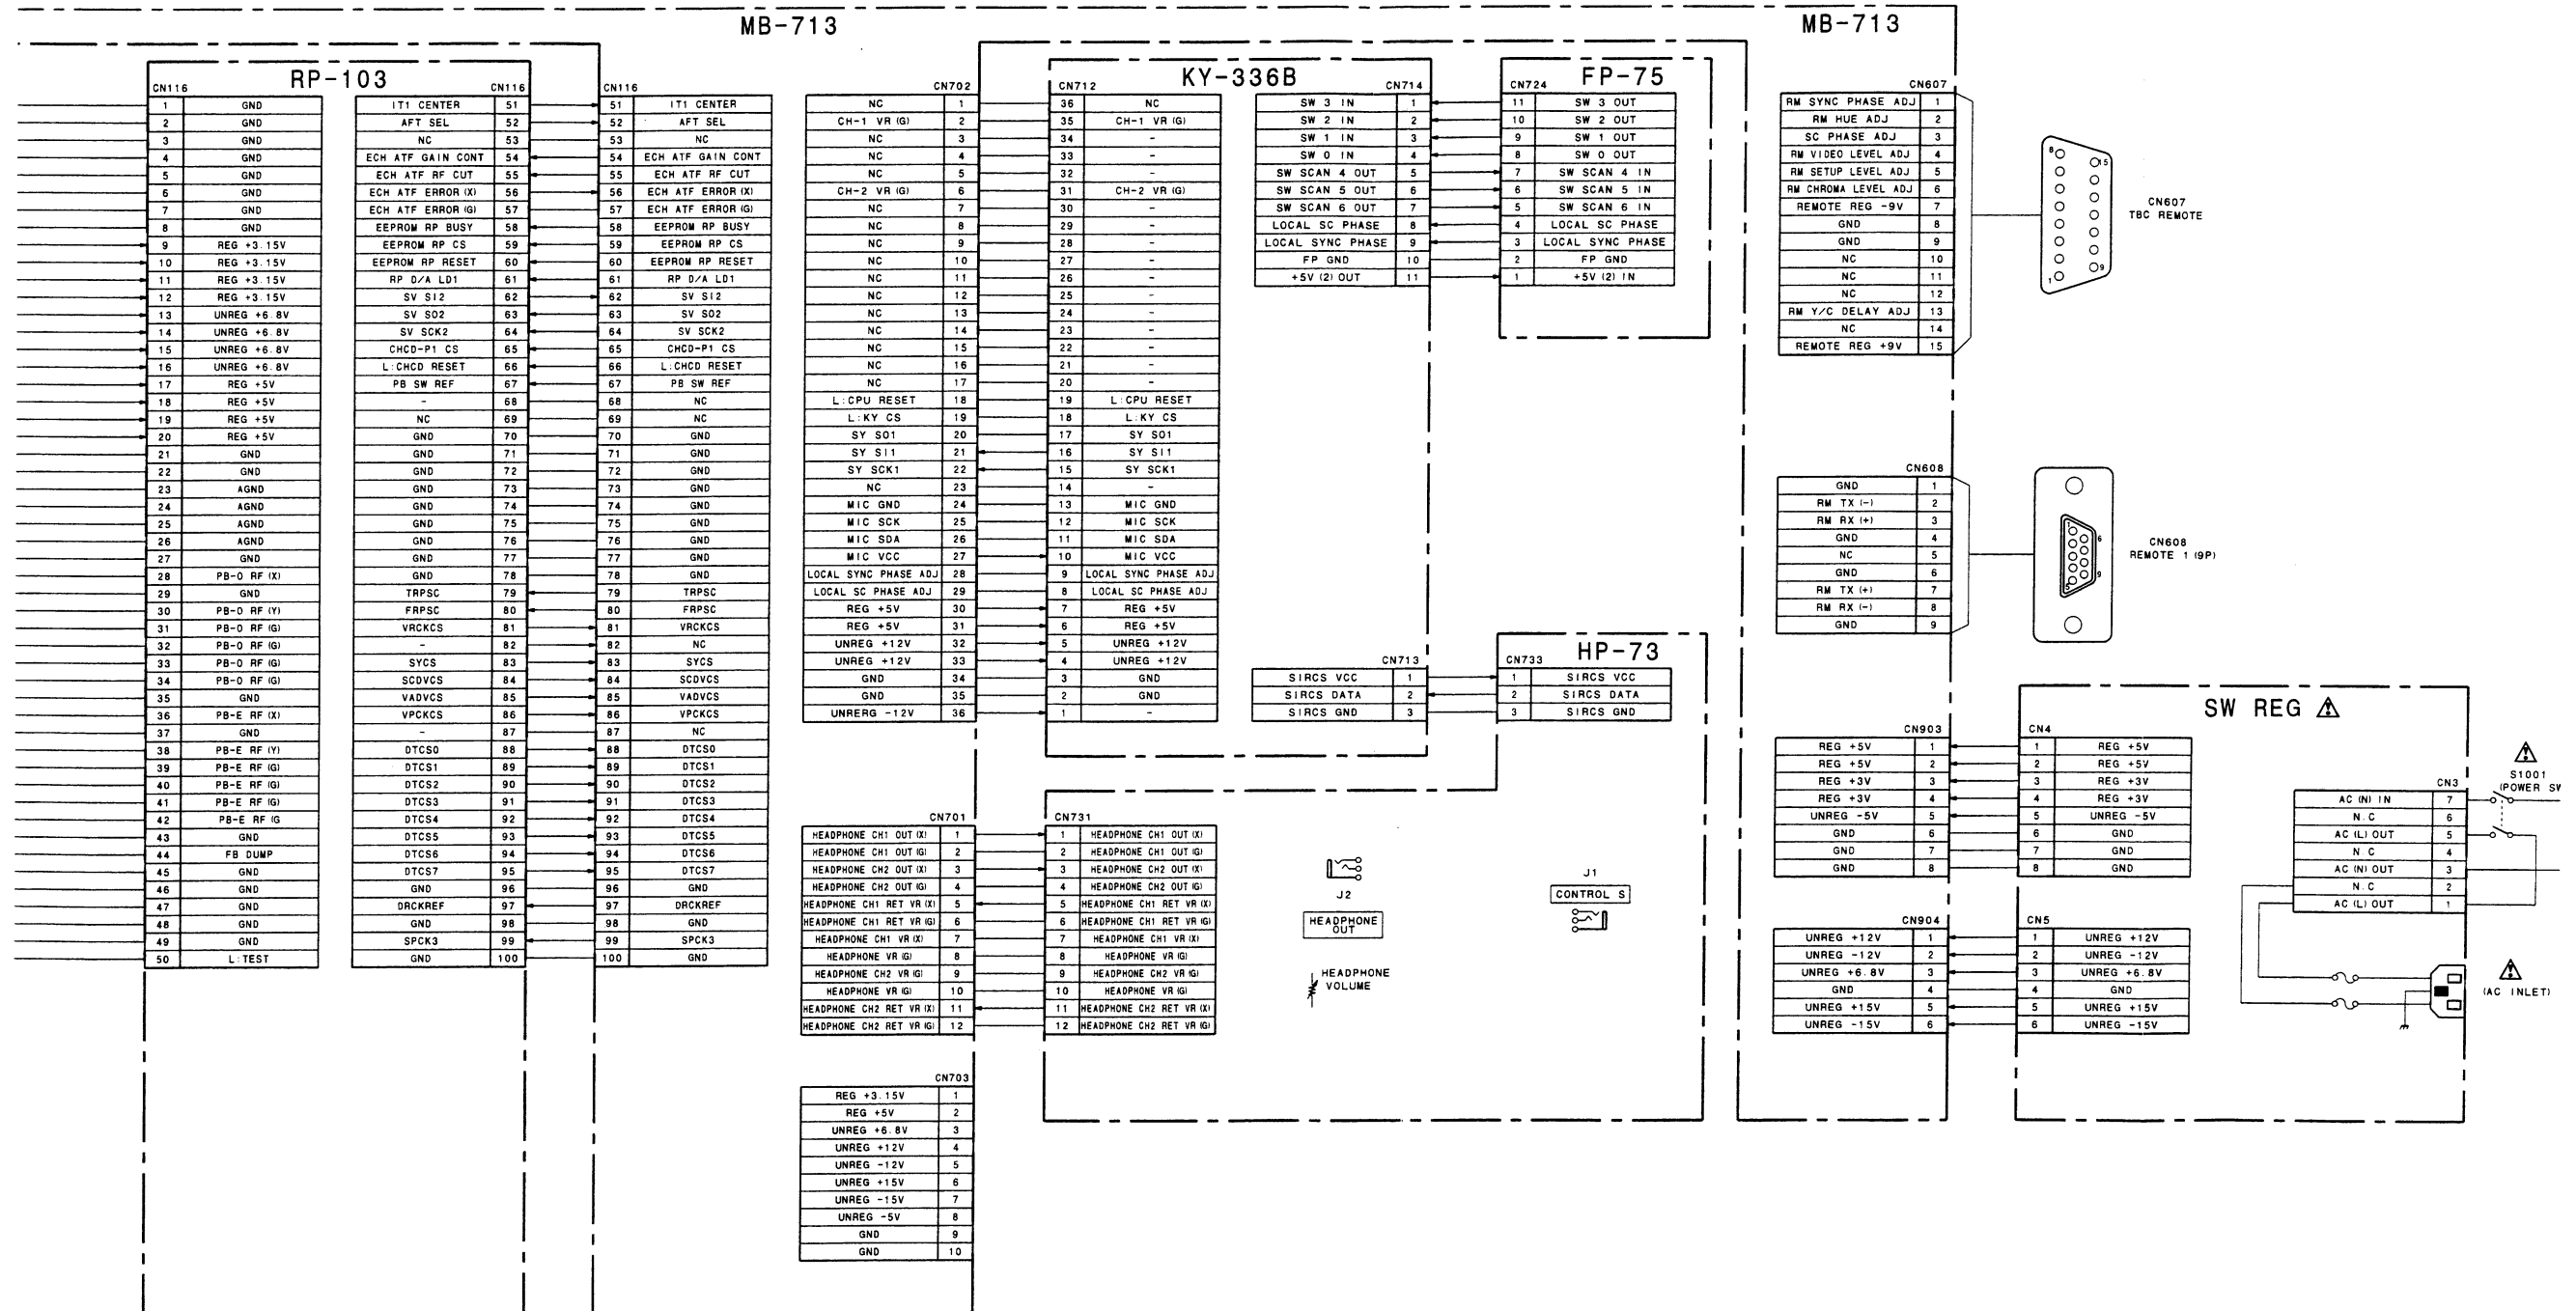 MB-713
MB-713
RP-103
CN116
1 GND
2 GND
3 GND
4 GND
5 GND
6 GND
7 GND
8 GND
9 REG +3.15V
10 REG +3.15V
11 REG +3.15V
12 REG +3.15V
13 UNREG +6.8V
14 UNREG +6.8V
15 UNREG +6.8V
16 UNREG +6.8V
17 REG +5V
18 REG +5V
19 REG +5V
20 REG +5V
21 GND
22 GND
23 AGND
24 AGND
25 AGND
26 AGND
27 GND
28 PB-O RF (X)
29 GND
30 PB-O RF (Y)
31 PB-O RF (G)
32 PB-O RF (G)
33 PB-O RF (G)
34 PB-O RF (G)
35 GND
36 PB-E RF (X)
37 GND
38 PB-E RF (Y)
39 PB-E RF (G)
40 PB-E RF (G)
41 PB-E RF (G)
42 PB-E RF (G
43 GND
44 FB DUMP
45 GND
46 GND
47 GND
48 GND
49 GND
50 L:TEST
CN116
IT1 CENTER 51
AFT SEL 52
NC 53
ECH ATF GAIN CONT 54
ECH ATF RF CUT 55
ECH ATF ERROR (X) 56
ECH ATF ERROR (G) 57
EEPROM RP BUSY 58
EEPROM RP CS 59
EEPROM RP RESET 60
RP D/A LD1 61
SV SI2 62
SV SO2 63
SV SCK2 64
CHCD-P1 CS 65
L:CHCD RESET 66
PB SW REF 67
- 68
NC 69
GND 70
GND 71
GND 72
GND 73
GND 74
GND 75
GND 76
GND 77
GND 78
TRPSC 79
FRPSC 80
VRCKCS 81
- 82
SYCS 83
SCDVCS 84
VADVCS 85
VPCKCS 86
- 87
DTCS0 88
DTCS1 89
DTCS2 90
DTCS3 91
DTCS4 92
DTCS5 93
DTCS6 94
DTCS7 95
GND 96
DRCKREF 97
GND 98
SPCK3 99
GND 100
CN116
51 IT1 CENTER
52 AFT SEL
53 NC
54 ECH ATF GAIN CONT
55 ECH ATF RF CUT
56 ECH ATF ERROR (X)
57 ECH ATF ERROR (G)
58 EEPROM RP BUSY
59 EEPROM RP CS
60 EEPROM RP RESET
61 RP D/A LD1
62 SV SI2
63 SV SO2
64 SV SCK2
65 CHCD-P1 CS
66 L:CHCD RESET
67 PB SW REF
68 NC
69 NC
70 GND
71 GND
72 GND
73 GND
74 GND
75 GND
76 GND
77 GND
78 GND
79 TRPSC
80 FRPSC
81 VRCKCS
82 NC
83 SYCS
84 SCDVCS
85 VADVCS
86 VPCKCS
87 NC
88 DTCS0
89 DTCS1
90 DTCS2
91 DTCS3
92 DTCS4
93 DTCS5
94 DTCS6
95 DTCS7
96 GND
97 DRCKREF
98 GND
99 SPCK3
100 GND
CN702
NC 1
CH-1 VR (G) 2
NC 3
NC 4
NC 5
CH-2 VR (G) 6
NC 7
NC 8
NC 9
NC 10
NC 11
NC 12
NC 13
NC 14
NC 15
NC 16
NC 17
L:CPU RESET 18
L:KY CS 19
SY SO1 20
SY SI1 21
SY SCK1 22
NC 23
MIC GND 24
MIC SCK 25
MIC SDA 26
MIC VCC 27
LOCAL SYNC PHASE ADJ 28
LOCAL SC PHASE ADJ 29
REG +5V 30
REG +5V 31
UNREG +12V 32
UNREG +12V 33
GND 34
GND 35
UNRERG -12V 36
CN701
HEADPHONE CH1 OUT (X) 1
HEADPHONE CH1 OUT (G) 2
HEADPHONE CH2 OUT (X) 3
HEADPHONE CH2 OUT (G) 4
HEADPHONE CH1 RET VR (X) 5
HEADPHONE CH1 RET VR (G) 6
HEADPHONE CH1 VR (X) 7
HEADPHONE VR (G) 8
HEADPHONE CH2 VR (G) 9
HEADPHONE VR (G) 10
HEADPHONE CH2 RET VR (X) 11
HEADPHONE CH2 RET VR (G) 12
CN703
REG +3.15V 1
REG +5V 2
UNREG +6.8V 3
UNREG +12V 4
UNREG -12V 5
UNREG +15V 6
UNREG -15V 7
UNREG -5V 8
GND 9
GND 10
KY-336B
CN712
36 NC
35 CH-1 VR (G)
34 -
33 -
32 -
31 CH-2 VR (G)
30 -
29 -
28 -
27 -
26 -
25 -
24 -
23 -
22 -
21 -
20 -
19 L:CPU RESET
18 L:KY CS
17 SY SO1
16 SY SI1
15 SY SCK1
14 -
13 MIC GND
12 MIC SCK
11 MIC SDA
10 MIC VCC
9 LOCAL SYNC PHASE ADJ
8 LOCAL SC PHASE ADJ
7 REG +5V
6 REG +5V
5 UNREG +12V
4 UNREG +12V
3 GND
2 GND
1 -
CN714
SW 3 IN 1
SW 2 IN 2
SW 1 IN 3
SW 0 IN 4
SW SCAN 4 OUT 5
SW SCAN 5 OUT 6
SW SCAN 6 OUT 7
LOCAL SC PHASE 8
LOCAL SYNC PHASE 9
FP GND 10
+5V (2) OUT 11
FP-75
CN724
11 SW 3 OUT
10 SW 2 OUT
9 SW 1 OUT
8 SW 0 OUT
7 SW SCAN 4 IN
6 SW SCAN 5 IN
5 SW SCAN 6 IN
4 LOCAL SC PHASE
3 LOCAL SYNC PHASE
2 FP GND
1 +5V (2) IN
CN713
SIRCS VCC 1
SIRCS DATA 2
SIRCS GND 3
HP-73
CN733
1 SIRCS VCC
2 SIRCS DATA
3 SIRCS GND
CN731
1 HEADPHONE CH1 OUT (X)
2 HEADPHONE CH1 OUT (G)
3 HEADPHONE CH2 OUT (X)
4 HEADPHONE CH2 OUT (G)
5 HEADPHONE CH1 RET VR (X)
6 HEADPHONE CH1 RET VR (G)
7 HEADPHONE CH1 VR (X)
8 HEADPHONE VR (G)
9 HEADPHONE CH2 VR (G)
10 HEADPHONE VR (G)
11 HEADPHONE CH2 RET VR (X)
12 HEADPHONE CH2 RET VR (G)
J2
HEADPHONE
OUT
HEADPHONE
VOLUME
J1
CONTROL S
CN607
RM SYNC PHASE ADJ 1
RM HUE ADJ 2
SC PHASE ADJ 3
RM VIDEO LEVEL ADJ 4
RM SETUP LEVEL ADJ 5
RM CHROMA LEVEL ADJ 6
REMOTE REG -9V 7
GND 8
GND 9
NC 10
NC 11
NC 12
RM Y/C DELAY ADJ 13
NC 14
REMOTE REG +9V 15
8
15
1
9
CN607
TBC REMOTE
CN608
GND 1
RM TX (-) 2
RM RX (+) 3
GND 4
NC 5
GND 6
RM TX (+) 7
RM RX (-) 8
GND 9
1
6
5
9
CN608
REMOTE 1 (9P)
SW REG
CN903
REG +5V 1
REG +5V 2
REG +3V 3
REG +3V 4
UNREG -5V 5
GND 6
GND 7
GND 8
CN4
1 REG +5V
2 REG +5V
3 REG +3V
4 REG +3V
5 UNREG -5V
6 GND
7 GND
8 GND
CN904
UNREG +12V 1
UNREG -12V 2
UNREG +6.8V 3
GND 4
UNREG +15V 5
UNREG -15V 6
CN5
1 UNREG +12V
2 UNREG -12V
3 UNREG +6.8V
4 GND
5 UNREG +15V
6 UNREG -15V
CN3
AC (N) IN 7
N.C 6
AC (L) OUT 5
N C 4
AC (N) OUT 3
N.C 2
AC (L) OUT 1
S1001
(POWER SW
(AC INLET)